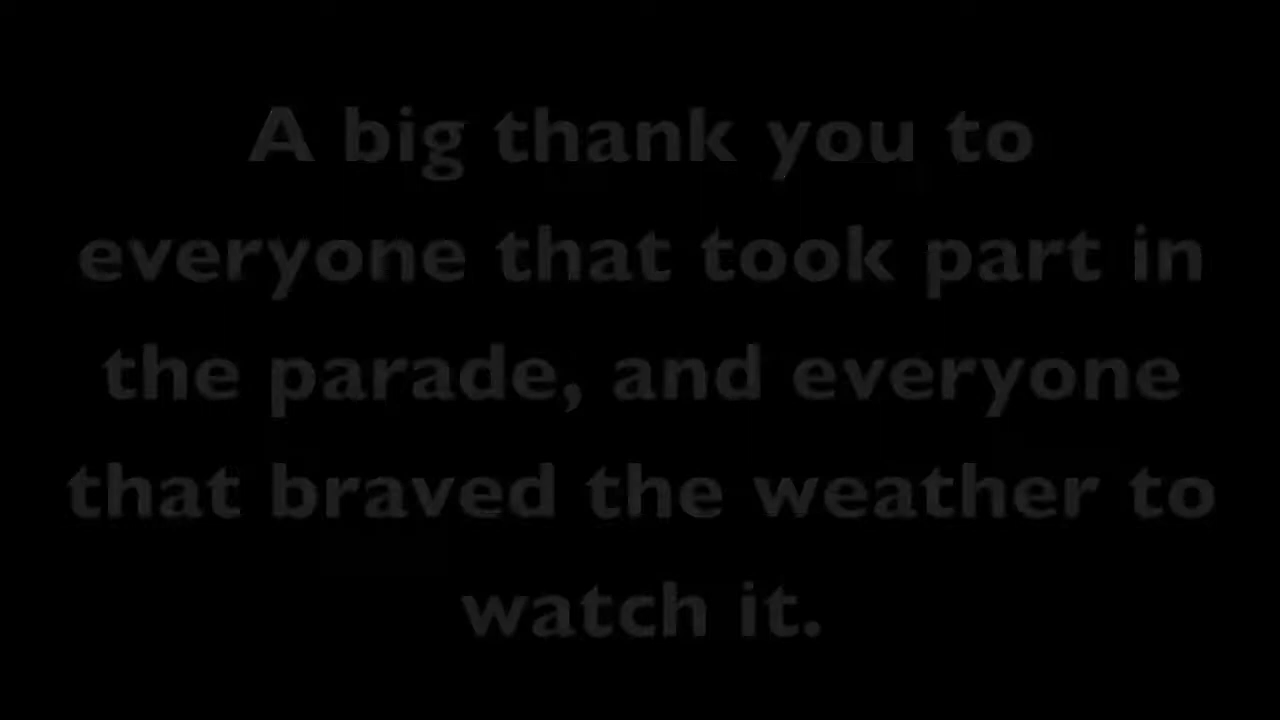 A big thank you to
everyone that took part in
the parade, and everyone
that braved the weather to
watch it.